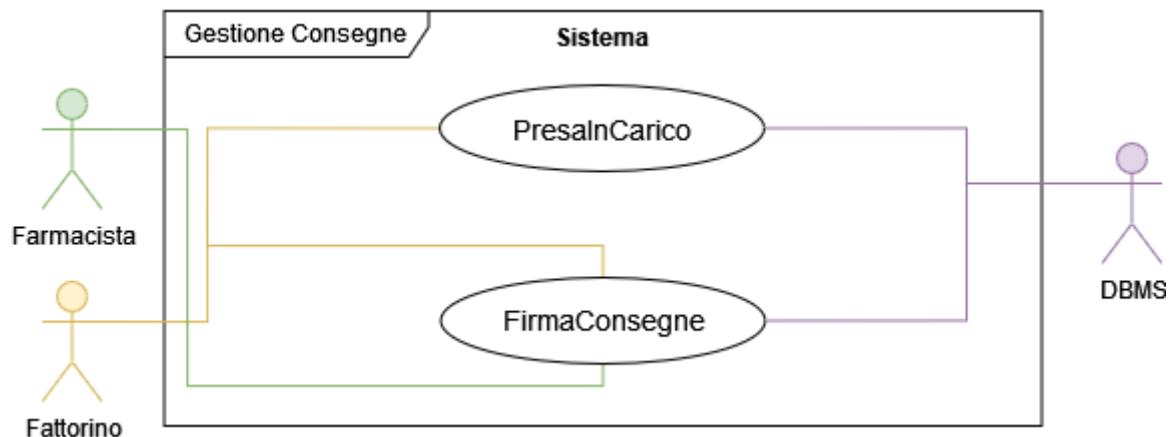 Gestione Consegne
Sistema
PresaInCarico
Farmacista
DBMS
FirmaConsegne
Fattorino